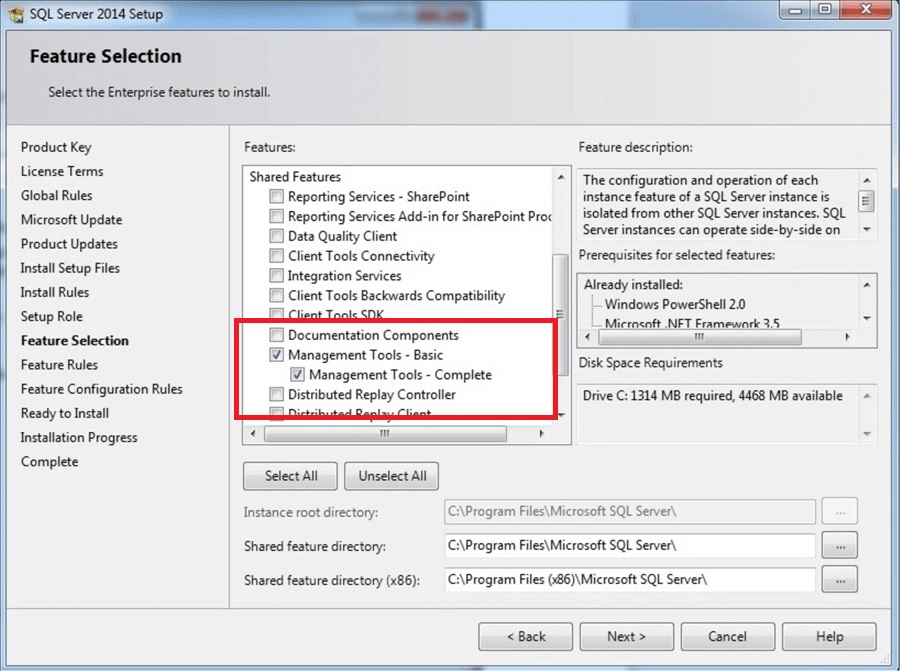 SQL Server 2014 Setup
Feature Selection
Select the Enterprise features to install.
Product Key
License Terms
Global Rules
Microsoft Update
Product Updates
Install Setup Files
Install Rules
Setup Role
Feature Selection
Feature Rules
Feature Configuration Rules
Ready to Install
Installation Progress
Complete
Features:
Shared Features
Reporting Services - SharePoint
Reporting Services Add-in for SharePoint Proc
Data Quality Client
Client Tools Connectivity
Integration Services
Client Tools Backwards Compatibility
Client Tools SDK
Documentation Components
Management Tools - Basic
Management Tools - Complete
Distributed Replay Controller
Distributed Replay Client
Select All
Unselect All
Feature description:
The configuration and operation of each
instance feature of a SQL Server instance is
isolated from other SQL Server instances. SQL
Server instances can operate side-by-side on
Prerequisites for selected features:
Already installed:
Windows PowerShell 2.0
Microsoft .NET Framework 3.5
Disk Space Requirements
Drive C: 1314 MB required, 4468 MB available
Instance root directory: C:\Program Files\Microsoft SQL Server\ ...
Shared feature directory: C:\Program Files\Microsoft SQL Server\ ...
Shared feature directory (x86): C:\Program Files (x86)\Microsoft SQL Server\ ...
< Back
Next >
Cancel
Help